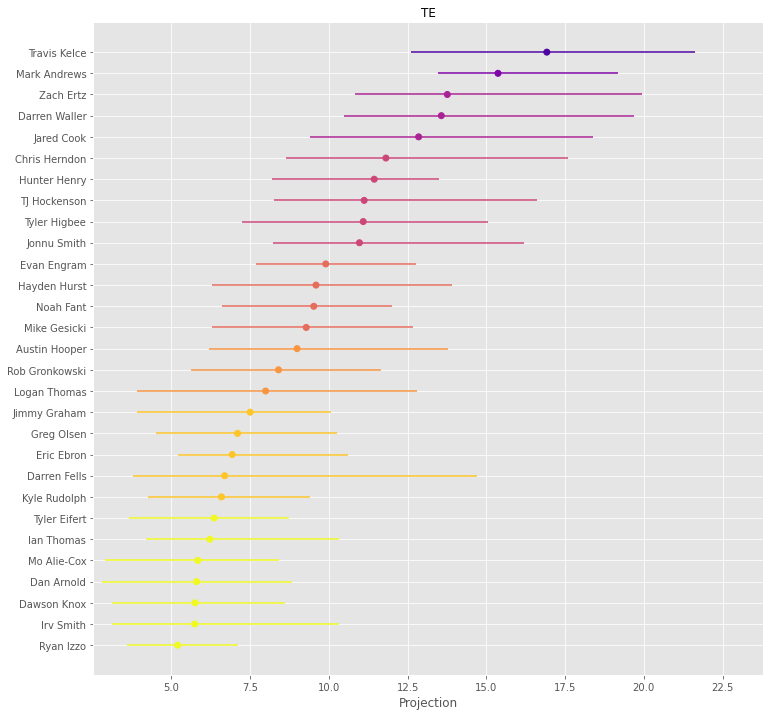 TE
Travis Kelce
Mark Andrews
Zach Ertz
Darren Waller
Jared Cook
Chris Herndon
Hunter Henry
TJ Hockenson
Tyler Higbee
Jonnu Smith
Evan Engram
Hayden Hurst
Noah Fant
Mike Gesicki
Austin Hooper
Rob Gronkowski
Logan Thomas
Jimmy Graham
Greg Olsen
Eric Ebron
Darren Fells
Kyle Rudolph
Tyler Eifert
Ian Thomas
Mo Alie-Cox
Dan Arnold
Dawson Knox
Irv Smith
Ryan Izzo
5.0 7.5 10.0 12.5 15.0 17.5 20.0 22.5
Projection